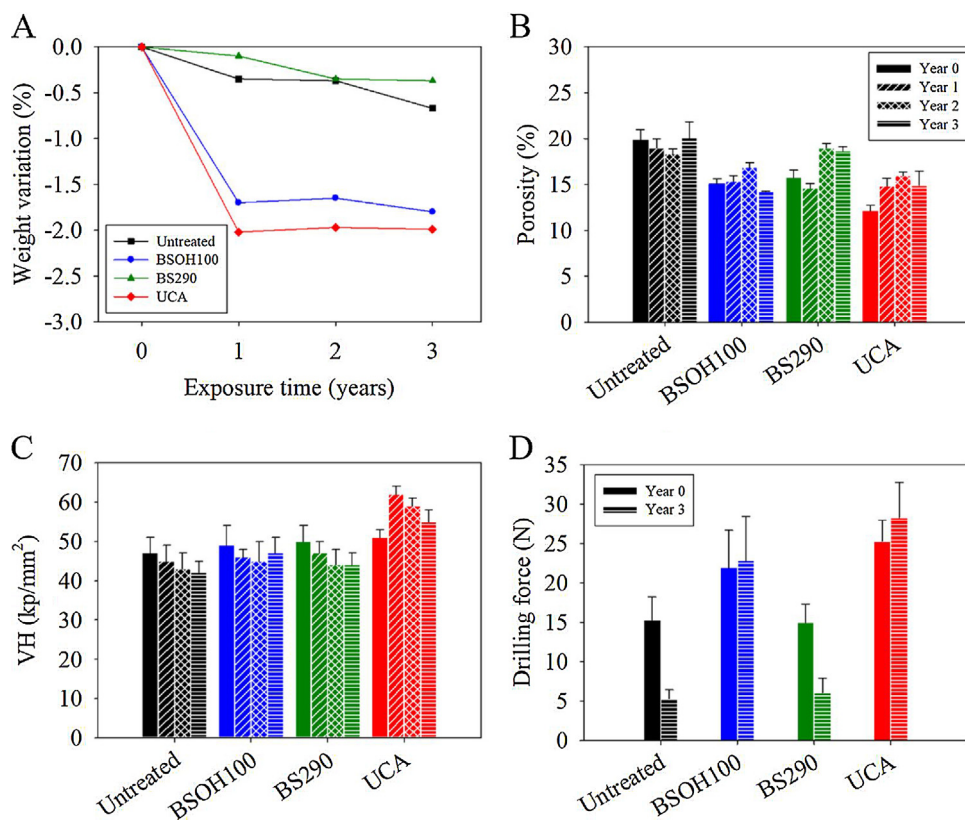 A
Weight variation (%)
0.0
-0.5
-1.0
-1.5
-2.0
-2.5
-3.0
Untreated
BSOH100
BS290
UCA
0 1 2 3
Exposure time (years)
B
Porosity (%)
30
25
20
15
10
5
0
Year 0
Year 1
Year 2
Year 3
Untreated
BSOH100
BS290
UCA
C
VH (kp/mm²)
70
60
50
40
30
20
10
0
Untreated
BSOH100
BS290
UCA
D
Drilling force (N)
35
30
25
20
15
10
5
0
Year 0
Year 3
Untreated
BSOH100
BS290
UCA